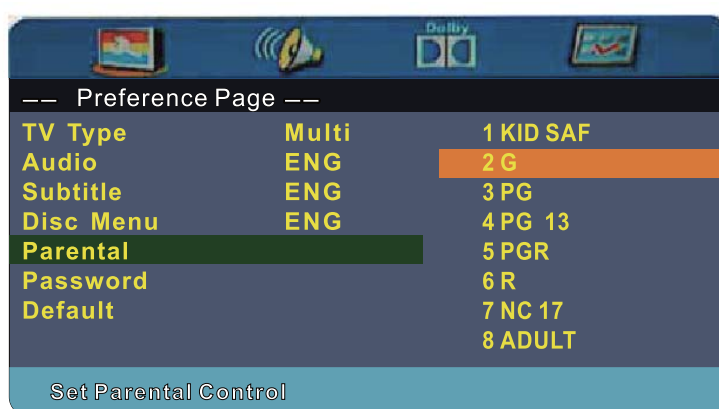 Dolby
-- Preference Page --
TV Type Multi
Audio ENG
Subtitle ENG
Disc Menu ENG
Parental
Password
Default
1 KID SAF
2 G
3 PG
4 PG 13
5 PGR
6 R
7 NC 17
8 ADULT
Set Parental Control